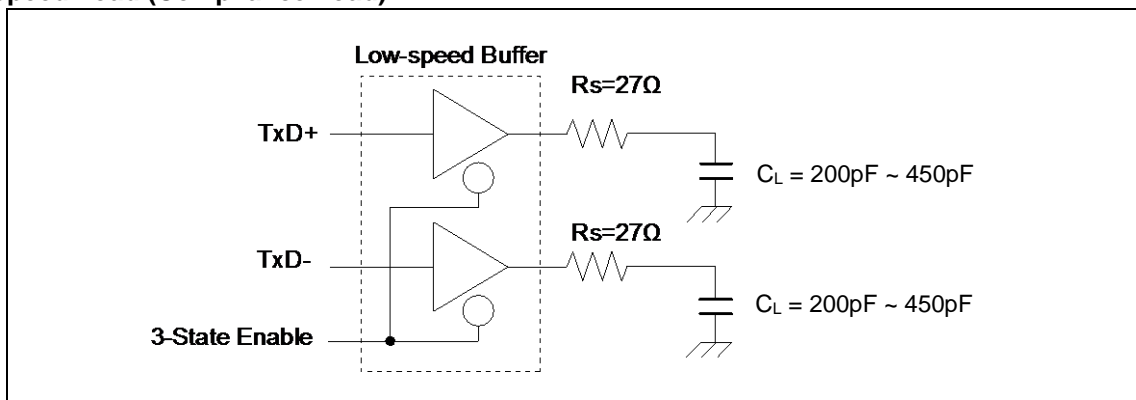 Low-speed Buffer
Rs=27Ω
TxD+
CL = 200pF ~ 450pF
Rs=27Ω
TxD-
CL = 200pF ~ 450pF
3-State Enable